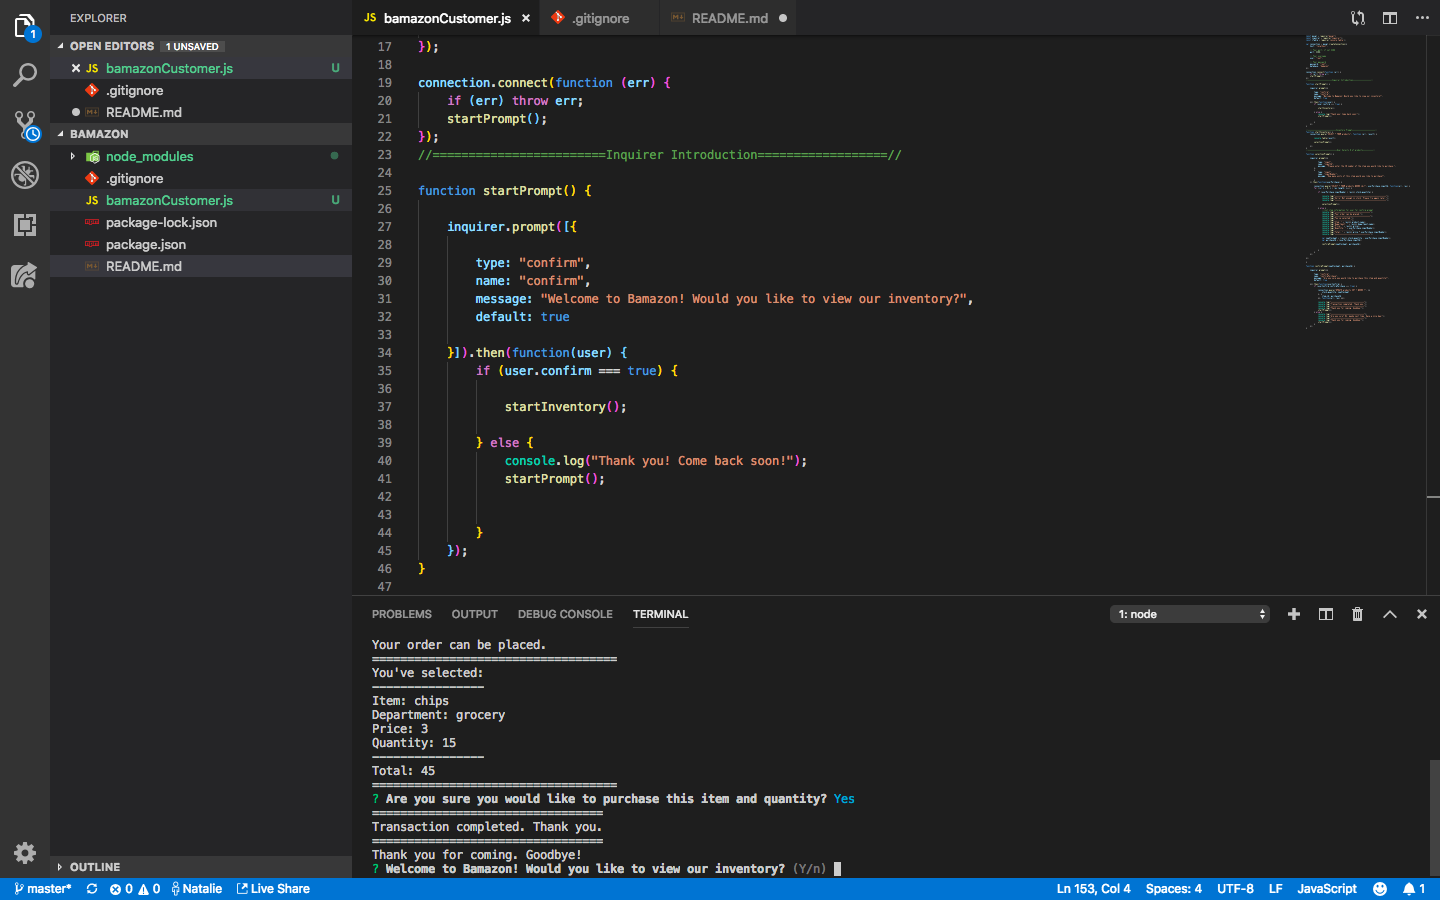 EXPLORER
JS bamazonCustomer.js ×
.gitignore
README.md
1
OPEN EDITORS 1 UNSAVED
JS bamazonCustomer.js U
.gitignore
README.md
BAMAZON
node_modules
.gitignore
JS bamazonCustomer.js U
package-lock.json
package.json
README.md
OUTLINE
17 });
18
19 connection.connect(function (err) {
20 if (err) throw err;
21 startPrompt();
22 });
23 //========================Inquirer Introduction==================//
24
25 function startPrompt() {
26
27 inquirer.prompt([{
28
29 type: "confirm",
30 name: "confirm",
31 message: "Welcome to Bamazon! Would you like to view our inventory?",
32 default: true
33
34 }]).then(function(user) {
35 if (user.confirm === true) {
36
37 startInventory();
38
39 } else {
40 console.log("Thank you! Come back soon!");
41 startPrompt();
42
43
44 }
45 });
46 }
47
PROBLEMS OUTPUT DEBUG CONSOLE TERMINAL 1: node
Your order can be placed.
===================================
You've selected:
----------------
Item: chips
Department: grocery
Price: 3
Quantity: 15
----------------
Total: 45
===================================
? Are you sure you would like to purchase this item and quantity? Yes
=================================
Transaction completed. Thank you.
=================================
Thank you for coming. Goodbye!
? Welcome to Bamazon! Would you like to view our inventory? (Y/n)
master* 0 0 Natalie Live Share Ln 153, Col 4 Spaces: 4 UTF-8 LF JavaScript 1